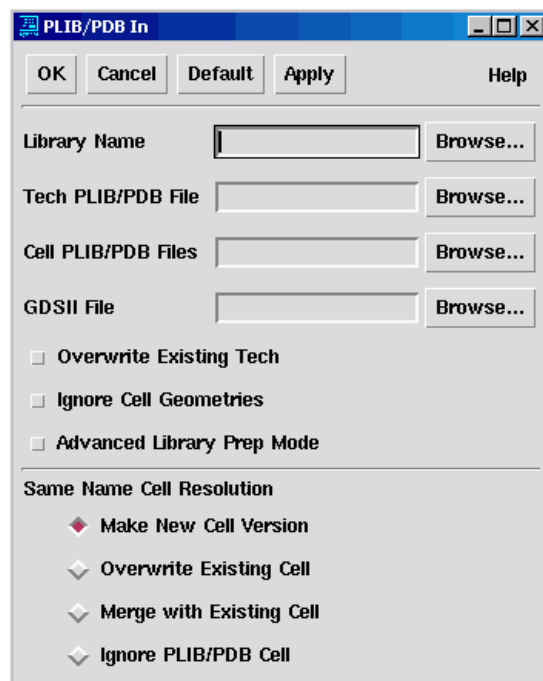 PLIB/PDB In
OK Cancel Default Apply Help
Library Name Browse...
Tech PLIB/PDB File Browse...
Cell PLIB/PDB Files Browse...
GDSII File Browse...
Overwrite Existing Tech
Ignore Cell Geometries
Advanced Library Prep Mode
Same Name Cell Resolution
Make New Cell Version
Overwrite Existing Cell
Merge with Existing Cell
Ignore PLIB/PDB Cell